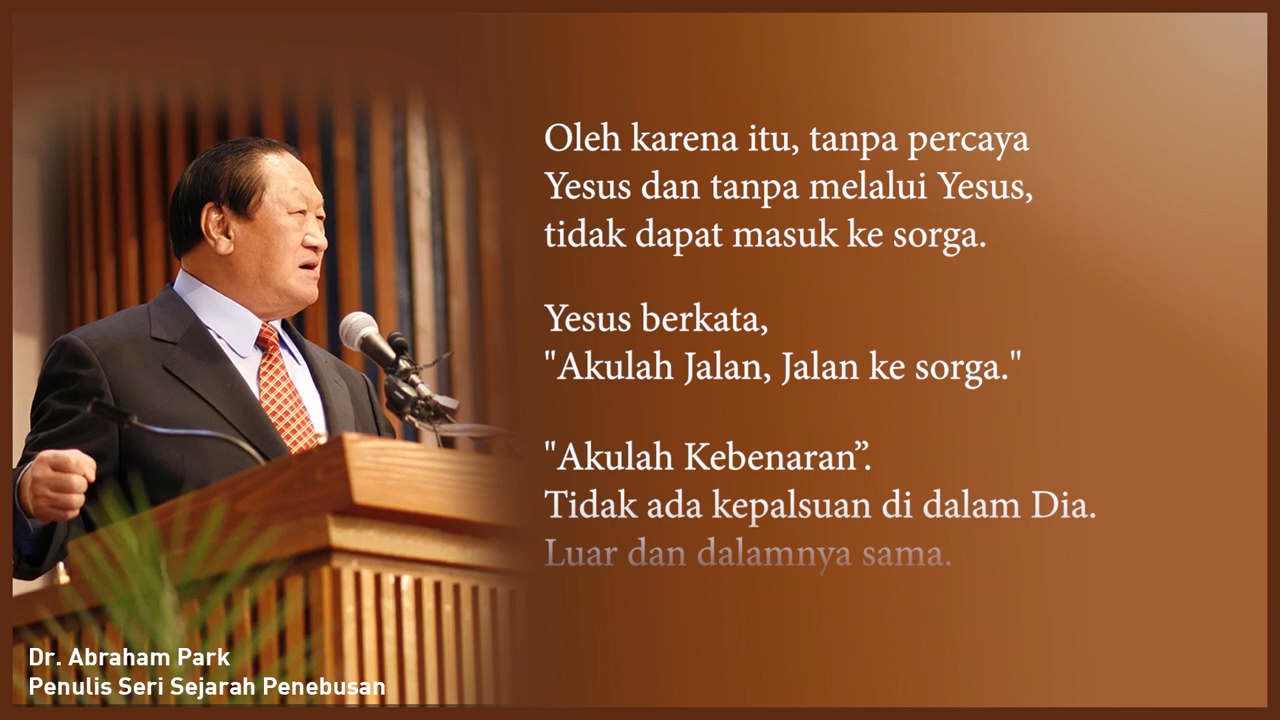 Oleh karena itu, tanpa percaya
Yesus dan tanpa melalui Yesus,
tidak dapat masuk ke sorga.
Yesus berkata,
"Akulah Jalan, Jalan ke sorga."
"Akulah Kebenaran”.
Tidak ada kepalsuan di dalam Dia.
Luar dan dalamnya sama.
Dr. Abraham Park
Penulis Seri Sejarah Penebusan